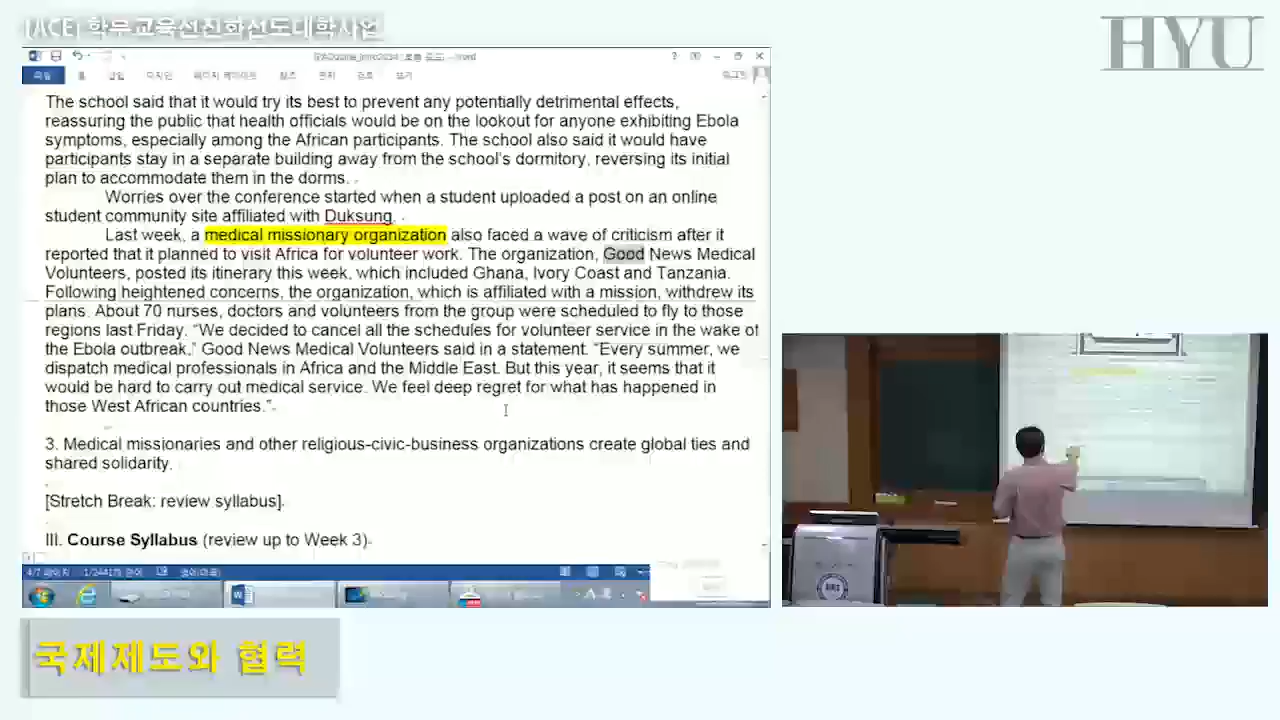 [ACE] 학부교육선진화선도대학사업
HYU
The school said that it would try its best to prevent any potentially detrimental effects,
reassuring the public that health officials would be on the lookout for anyone exhibiting Ebola
symptoms, especially among the African participants. The school also said it would have
participants stay in a separate building away from the school's dormitory, reversing its initial
plan to accommodate them in the dorms.
Worries over the conference started when a student uploaded a post on an online
student community site affiliated with Duksung.
Last week, a medical missionary organization also faced a wave of criticism after it
reported that it planned to visit Africa for volunteer work. The organization, Good News Medical
Volunteers, posted its itinerary this week, which included Ghana, Ivory Coast and Tanzania.
Following heightened concerns, the organization, which is affiliated with a mission, withdrew its
plans. About 70 nurses, doctors and volunteers from the group were scheduled to fly to those
regions last Friday. “We decided to cancel all the schedules for volunteer service in the wake of
the Ebola outbreak,” Good News Medical Volunteers said in a statement. “Every summer, we
dispatch medical professionals in Africa and the Middle East. But this year, it seems that it
would be hard to carry out medical service. We feel deep regret for what has happened in
those West African countries.”
3. Medical missionaries and other religious-civic-business organizations create global ties and
shared solidarity.
[Stretch Break: review syllabus]
III. Course Syllabus (review up to Week 3)
국제제도와 협력